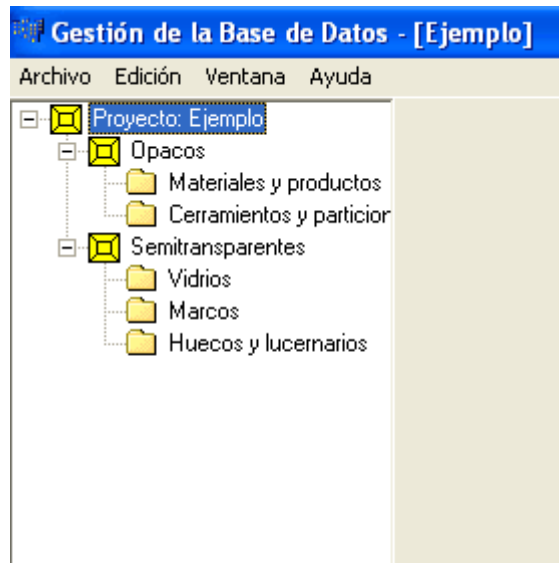 Gestión de la Base de Datos - [Ejemplo]
Archivo Edición Ventana Ayuda
Proyecto: Ejemplo
Opacos
Materiales y productos
Cerramientos y particior
Semitransparentes
Vidrios
Marcos
Huecos y lucernarios